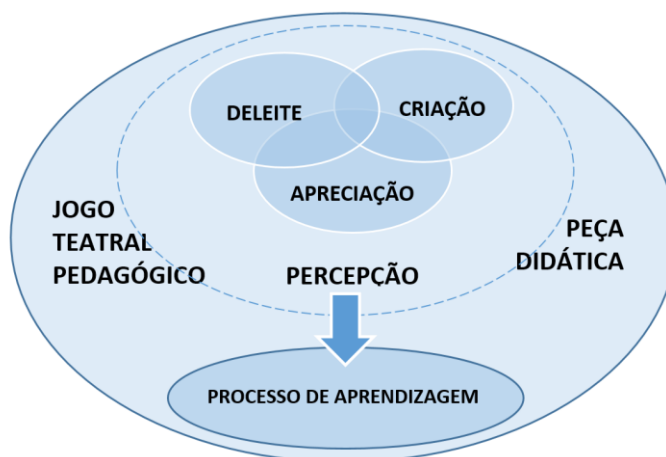 DELEITE
CRIAÇÃO
APRECIAÇÃO
JOGO
TEATRAL
PEDAGÓGICO
PEÇA
DIDÁTICA
PERCEPÇÃO
PROCESSO DE APRENDIZAGEM